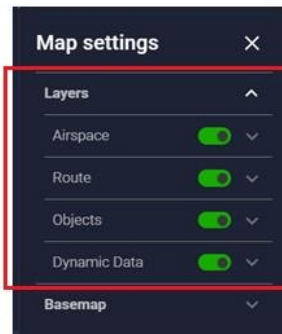 Map settings
Layers
Airspace
Route
Objects
Dynamic Data
Basemap